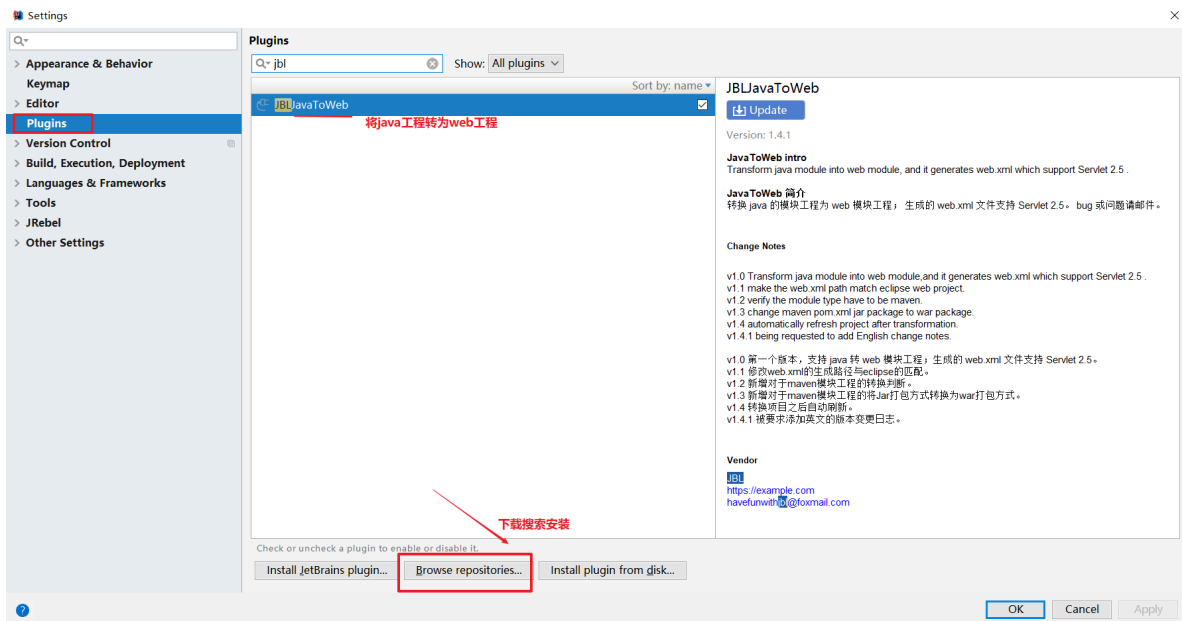 Settings
Appearance & Behavior
Keymap
Editor
Plugins
Version Control
Build, Execution, Deployment
Languages & Frameworks
Tools
JRebel
Other Settings
Plugins
jbl
Show: All plugins
Sort by: name
JBLJavaToWeb
将java工程转为web工程
下载搜索安装
Check or uncheck a plugin to enable or disable it.
Install JetBrains plugin...
Browse repositories...
Install plugin from disk...
JBLJavaToWeb
Update
Version: 1.4.1
JavaToWeb intro
Transform java module into web module, and it generates web.xml which support Servlet 2.5 .
JavaToWeb 简介
转换 java 的模块工程为 web 模块工程； 生成的 web.xml 文件支持 Servlet 2.5。 bug 或问题请邮件。
Change Notes
v1.0 Transform java module into web module,and it generates web.xml which support Servlet 2.5 .
v1.1 make the web.xml path match eclipse web project.
v1.2 verify the module type have to be maven.
v1.3 change maven pom.xml jar package to war package.
v1.4 automatically refresh project after transformation.
v1.4.1 being requested to add English change notes.
v1.0 第一个版本，支持 java 转 web 模块工程；生成的 web.xml 文件支持 Servlet 2.5。
v1.1 修改web.xml的生成路径与eclipse的匹配。
v1.2 新增对于maven模块工程的转换判断。
v1.3 新增对于maven模块工程的将Jar打包方式转换为war打包方式。
v1.4 转换项目之后自动刷新。
v1.4.1 被要求添加英文的版本变更日志。
Vendor
JBL
https://example.com
havefunwithjbl@foxmail.com
?
OK
Cancel
Apply